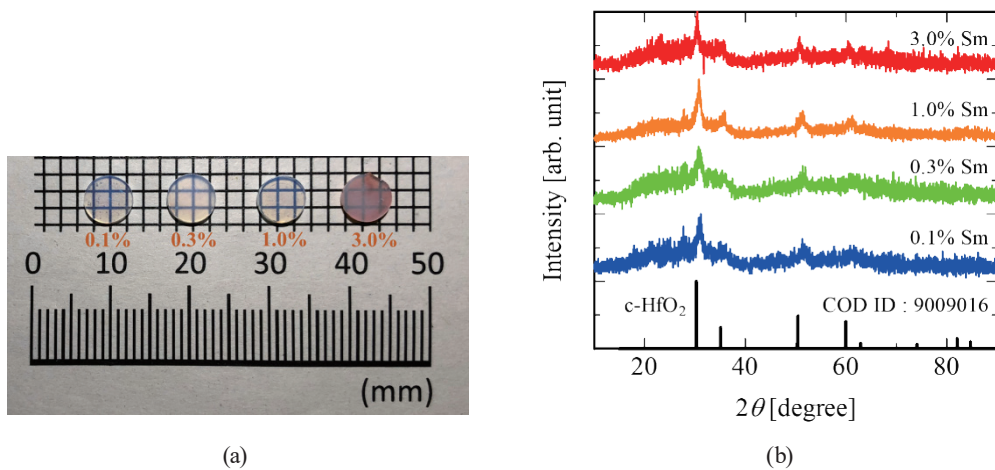 0.1% 0.3% 1.0% 3.0%
0 10 20 30 40 50
(mm)
(a)
Intensity [arb. unit]
3.0% Sm
1.0% Sm
0.3% Sm
0.1% Sm
c-HfO₂ COD ID : 9009016
20 40 60 80
2θ [degree]
(b)